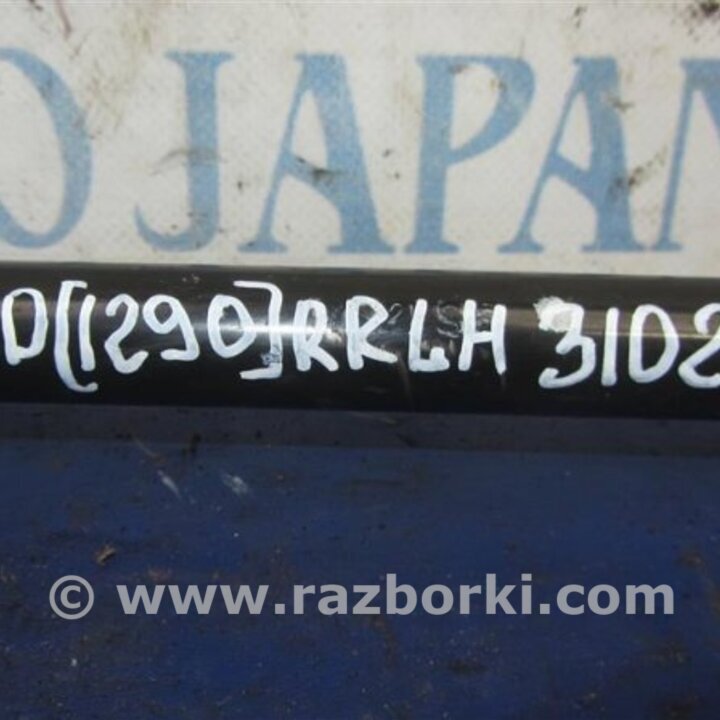 O JAPAN
D[1290]RRLH 3102
© www.razborki.com